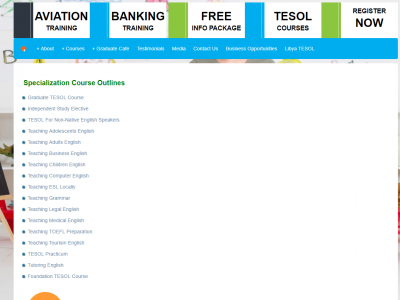 AVIATION TRAINING
BANKING TRAINING
FREE INFO PACKAGE
TESOL COURSES
REGISTER NOW
+ About + Courses + Graduate Cafe Testimonials Media Contact Us Business Opportunities Libya TESOL
Specialization Course Outlines
Graduate TESOL Course
Independent Study Elective
TESOL For Non-Native English Speakers
Teaching Adolescents English
Teaching Adults English
Teaching Business English
Teaching Children English
Teaching Computer English
Teaching ESL Locally
Teaching Grammar
Teaching Legal English
Teaching Medical English
Teaching TOEFL Preparation
Teaching Tourism English
TESOL Practicum
Tutoring English
Foundation TESOL Course